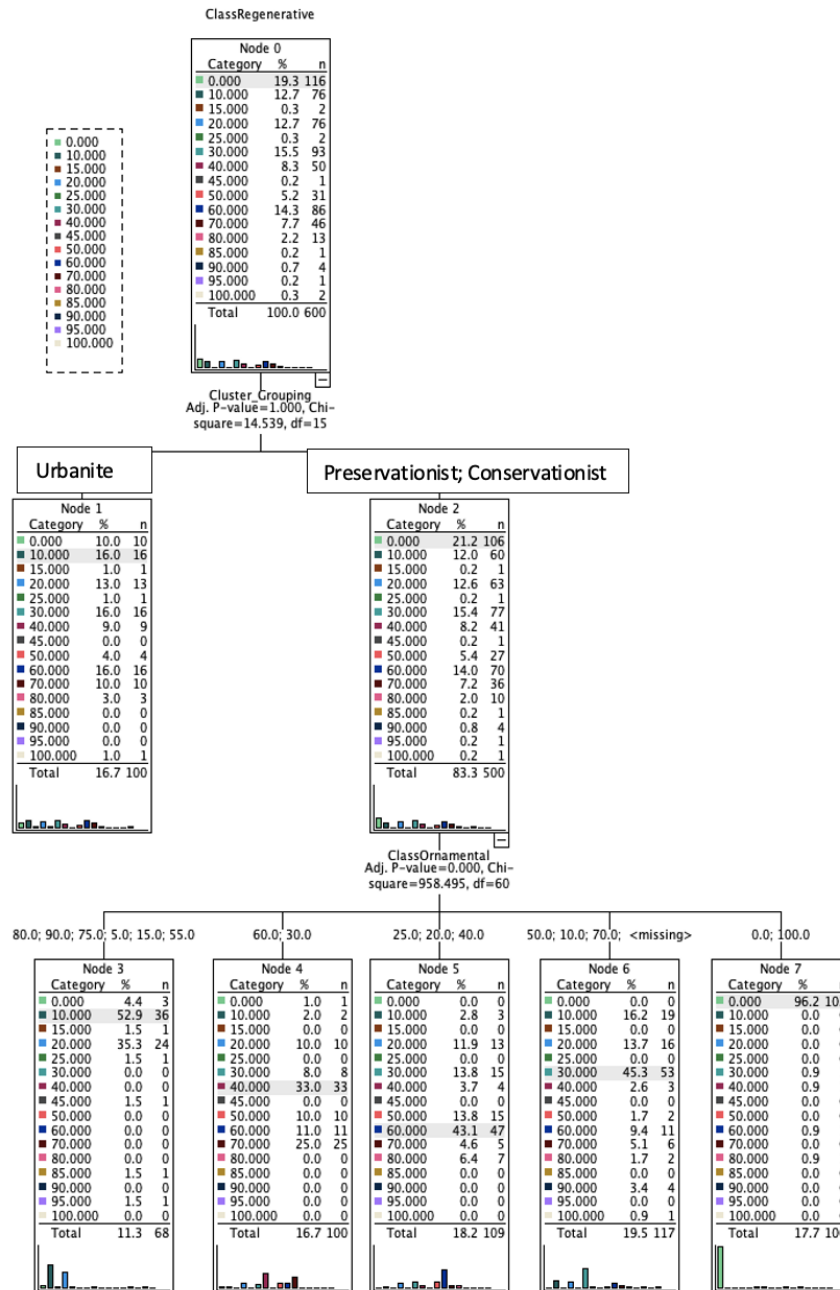 ClassRegenerative
Node 0
Category % n
0.000 19.3 116
10.000 12.7 76
15.000 0.3 2
20.000 12.7 76
25.000 0.3 2
30.000 15.5 93
40.000 8.3 50
45.000 0.2 1
50.000 5.2 31
60.000 14.3 86
70.000 7.7 46
80.000 2.2 13
85.000 0.2 1
90.000 0.7 4
95.000 0.2 1
100.000 0.3 2
Total 100.0 600
0.000
10.000
15.000
20.000
25.000
30.000
40.000
45.000
50.000
60.000
70.000
80.000
85.000
90.000
95.000
100.000
Cluster_Grouping
Adj. P-value=1.000, Chi-
square=14.539, df=15
Urbanite
Node 1
Category % n
0.000 10.0 10
10.000 16.0 16
15.000 1.0 1
20.000 13.0 13
25.000 1.0 1
30.000 16.0 16
40.000 9.0 9
45.000 0.0 0
50.000 4.0 4
60.000 16.0 16
70.000 10.0 10
80.000 3.0 3
85.000 0.0 0
90.000 0.0 0
95.000 0.0 0
100.000 1.0 1
Total 16.7 100
Preservationist; Conservationist
Node 2
Category % n
0.000 21.2 106
10.000 12.0 60
15.000 0.2 1
20.000 12.6 63
25.000 0.2 1
30.000 15.4 77
40.000 8.2 41
45.000 0.2 1
50.000 5.4 27
60.000 14.0 70
70.000 7.2 36
80.000 2.0 10
85.000 0.2 1
90.000 0.8 4
95.000 0.2 1
100.000 0.2 1
Total 83.3 500
ClassOrnamental
Adj. P-value=0.000, Chi-
square=958.495, df=60
80.0; 90.0; 75.0; 5.0; 15.0; 55.0
Node 3
Category % n
0.000 4.4 3
10.000 52.9 36
15.000 1.5 1
20.000 35.3 24
25.000 1.5 1
30.000 0.0 0
40.000 0.0 0
45.000 1.5 1
50.000 0.0 0
60.000 0.0 0
70.000 0.0 0
80.000 0.0 0
85.000 1.5 1
90.000 0.0 0
95.000 1.5 1
100.000 0.0 0
Total 11.3 68
60.0; 30.0
Node 4
Category % n
0.000 1.0 1
10.000 2.0 2
15.000 0.0 0
20.000 10.0 10
25.000 0.0 0
30.000 8.0 8
40.000 33.0 33
45.000 0.0 0
50.000 10.0 10
60.000 11.0 11
70.000 25.0 25
80.000 0.0 0
85.000 0.0 0
90.000 0.0 0
95.000 0.0 0
100.000 0.0 0
Total 16.7 100
25.0; 20.0; 40.0
Node 5
Category % n
0.000 0.0 0
10.000 2.8 3
15.000 0.0 0
20.000 11.9 13
25.000 0.0 0
30.000 13.8 15
40.000 3.7 4
45.000 0.0 0
50.000 13.8 15
60.000 43.1 47
70.000 4.6 5
80.000 6.4 7
85.000 0.0 0
90.000 0.0 0
95.000 0.0 0
100.000 0.0 0
Total 18.2 109
50.0; 10.0; 70.0; <missing>
Node 6
Category % n
0.000 0.0 0
10.000 16.2 19
15.000 0.0 0
20.000 13.7 16
25.000 0.0 0
30.000 45.3 53
40.000 2.6 3
45.000 0.0 0
50.000 1.7 2
60.000 9.4 11
70.000 5.1 6
80.000 1.7 2
85.000 0.0 0
90.000 3.4 4
95.000 0.0 0
100.000 0.9 1
Total 19.5 117
0.0; 100.0
Node 7
Category %
0.000 96.2
10.000 0.0
15.000 0.0
20.000 0.0
25.000 0.0
30.000 0.9
40.000 0.9
45.000 0.0
50.000 0.0
60.000 0.9
70.000 0.0
80.000 0.9
85.000 0.0
90.000 0.0
95.000 0.0
100.000 0.0
Total 17.7